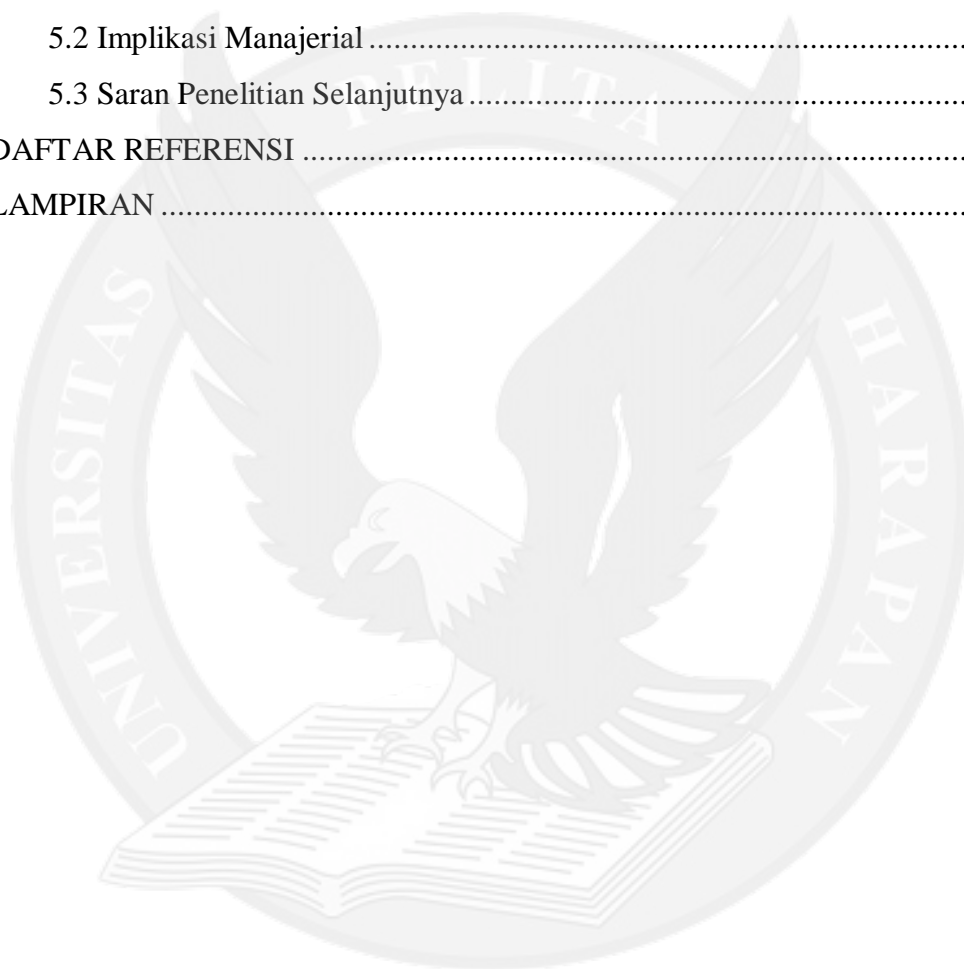 5.2 Implikasi Manajerial ....................................................................................
5.3 Saran Penelitian Selanjutnya .....................................................................
DAFTAR REFERENSI ..............................................................................................
LAMPIRAN .....................................................................................................................
UNIVERSITAS PELITA HARAPAN